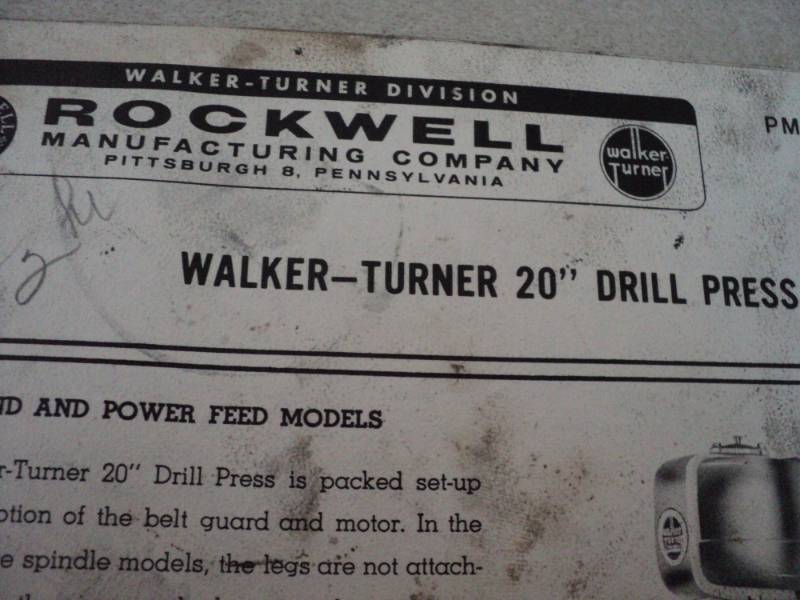 WALKER-TURNER DIVISION
ROCKWELL
MANUFACTURING COMPANY
PITTSBURGH 8, PENNSYLVANIA
walker-
Turner
PM
WALKER–TURNER 20″ DRILL PRESS
ND AND POWER FEED MODELS
r-Turner 20″ Drill Press is packed set-up
ption of the belt guard and motor. In the
e spindle models, the legs are not attach-